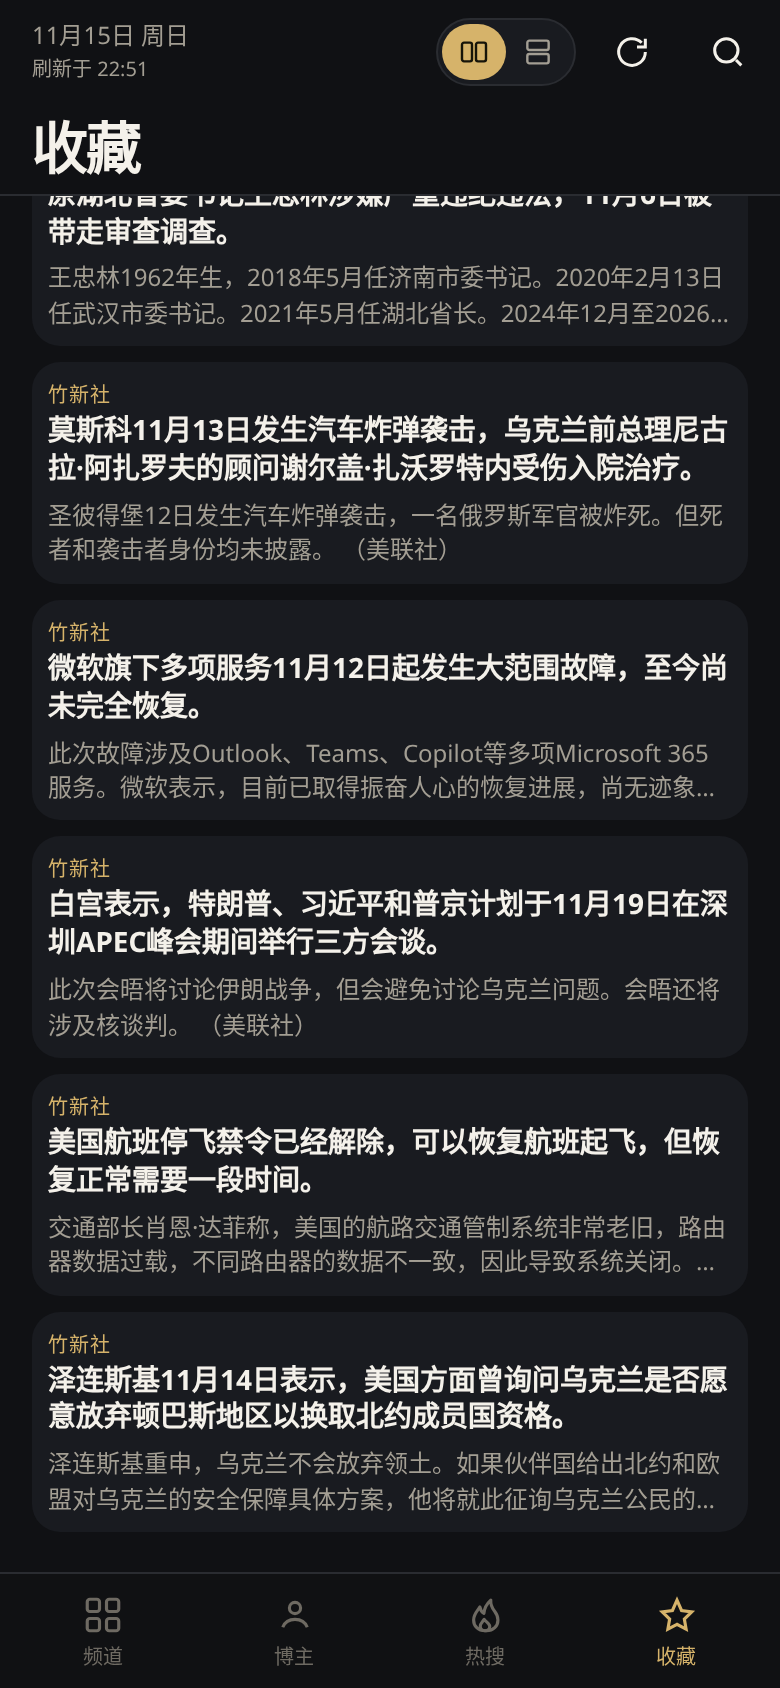 11月15日 周日
刷新于 22:51
收藏
原湖北省委书记王忠林涉嫌严重违纪违法，11月6日被
带走审查调查。
王忠林1962年生，2018年5月任济南市委书记。2020年2月13日
任武汉市委书记。2021年5月任湖北省长。2024年12月至2026...
竹新社
莫斯科11月13日发生汽车炸弹袭击，乌克兰前总理尼古
拉·阿扎罗夫的顾问谢尔盖·扎沃罗特内受伤入院治疗。
圣彼得堡12日发生汽车炸弹袭击，一名俄罗斯军官被炸死。但死
者和袭击者身份均未披露。 （美联社）
竹新社
微软旗下多项服务11月12日起发生大范围故障，至今尚
未完全恢复。
此次故障涉及Outlook、Teams、Copilot等多项Microsoft 365
服务。微软表示，目前已取得振奋人心的恢复进展，尚无迹象...
竹新社
白宫表示，特朗普、习近平和普京计划于11月19日在深
圳APEC峰会期间举行三方会谈。
此次会晤将讨论伊朗战争，但会避免讨论乌克兰问题。会晤还将
涉及核谈判。 （美联社）
竹新社
美国航班停飞禁令已经解除，可以恢复航班起飞，但恢
复正常需要一段时间。
交通部长肖恩·达菲称，美国的航路交通管制系统非常老旧，路由
器数据过载，不同路由器的数据不一致，因此导致系统关闭。...
竹新社
泽连斯基11月14日表示，美国方面曾询问乌克兰是否愿
意放弃顿巴斯地区以换取北约成员国资格。
泽连斯基重申，乌克兰不会放弃领土。如果伙伴国给出北约和欧
盟对乌克兰的安全保障具体方案，他将就此征询乌克兰公民的...
频道
博主
热搜
收藏